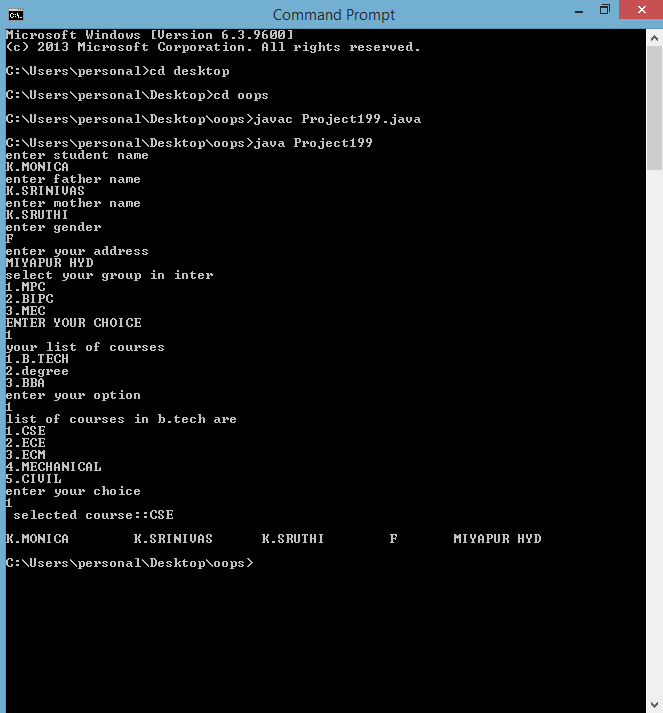 Command Prompt
Microsoft Windows [Version 6.3.9600]
(c) 2013 Microsoft Corporation. All rights reserved.
C:\Users\personal>cd desktop
C:\Users\personal\Desktop>cd oops
C:\Users\personal\Desktop\oops>javac Project199.java
C:\Users\personal\Desktop\oops>java Project199
enter student name
K.MONICA
enter father name
K.SRINIVAS
enter mother name
K.SRUTHI
enter gender
F
enter your address
MIYAPUR HYD
select your group in inter
1.MPC
2.BIPC
3.MEC
ENTER YOUR CHOICE
1
your list of courses
1.B.TECH
2.degree
3.BBA
enter your option
1
list of courses in b.tech are
1.CSE
2.ECE
3.ECM
4.MECHANICAL
5.CIVIL
enter your choice
1
selected course::CSE
K.MONICA K.SRINIVAS K.SRUTHI F MIYAPUR HYD
C:\Users\personal\Desktop\oops>